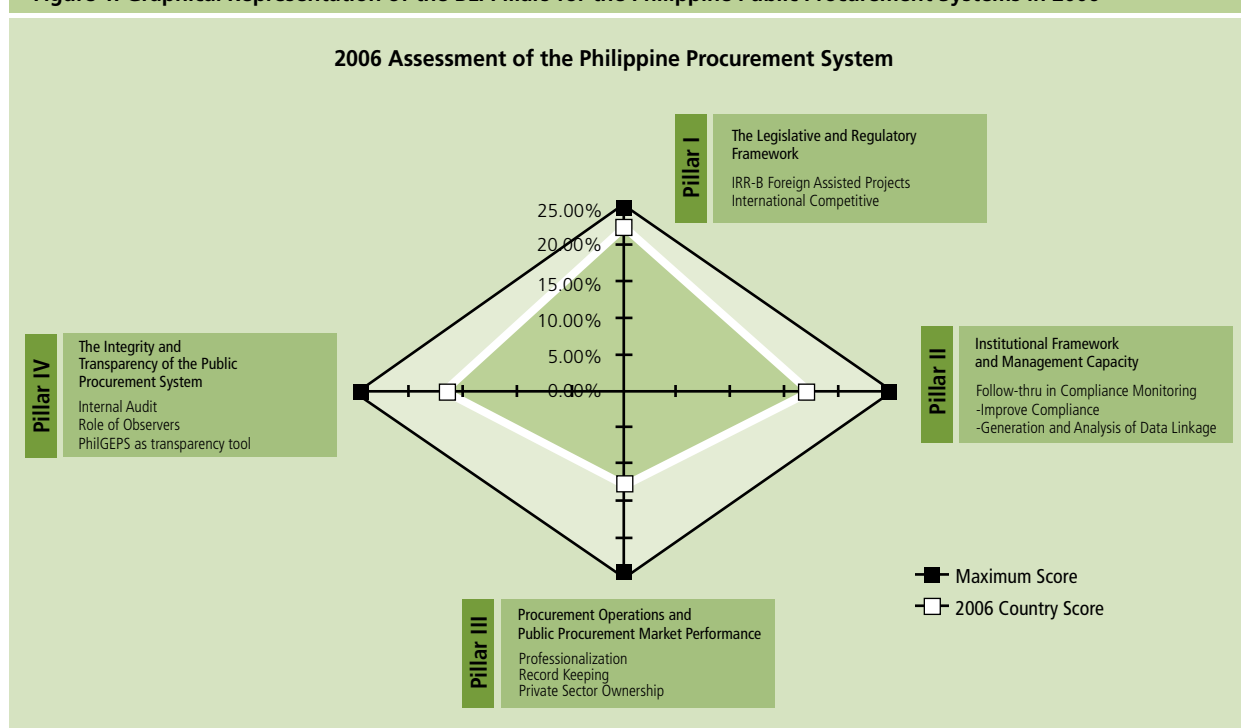 2006 Assessment of the Philippine Procurement System
Pillar I
The Legislative and Regulatory
Framework
IRR-B Foreign Assisted Projects
International Competitive
25.00%
20.00%
15.00%
10.00%
5.00%
0.00%
Pillar IV
The Integrity and
Transparency of the Public
Procurement System
Internal Audit
Role of Observers
PhilGEPS as transparency tool
Pillar II
Institutional Framework
and Management Capacity
Follow-thru in Compliance Monitoring
-Improve Compliance
-Generation and Analysis of Data Linkage
Maximum Score
2006 Country Score
Pillar III
Procurement Operations and
Public Procurement Market Performance
Professionalization
Record Keeping
Private Sector Ownership